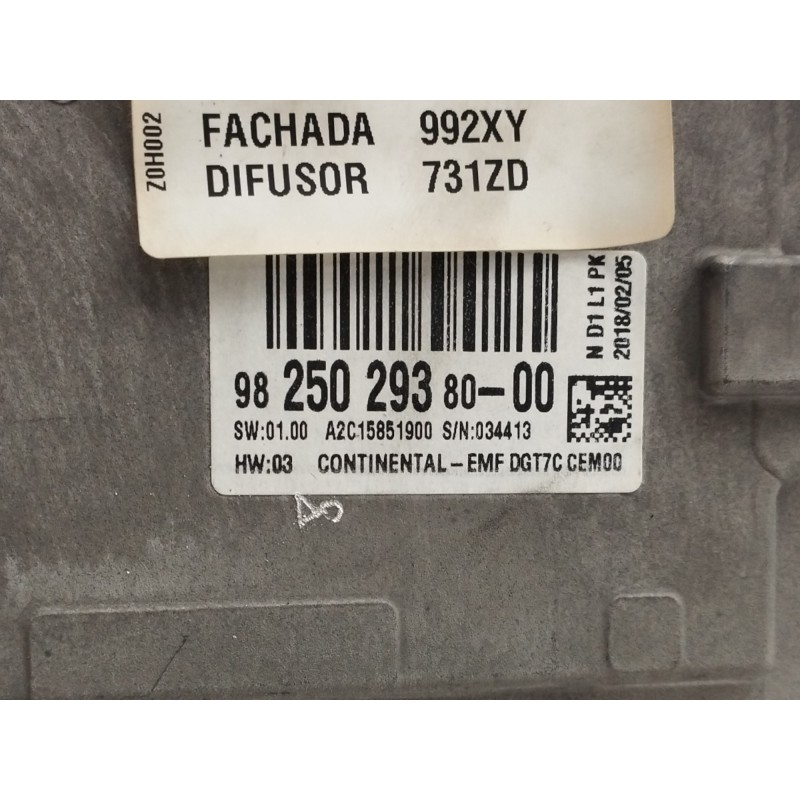 Z0H002
FACHADA 992XY
DIFUSOR 731ZD
N D1 L1 PK
2018/02/05
98 250 293 80-00
SW:01.00 A2C15851900 S/N:034413
HW:03 CONTINENTAL-EMF DGT7C CEM00